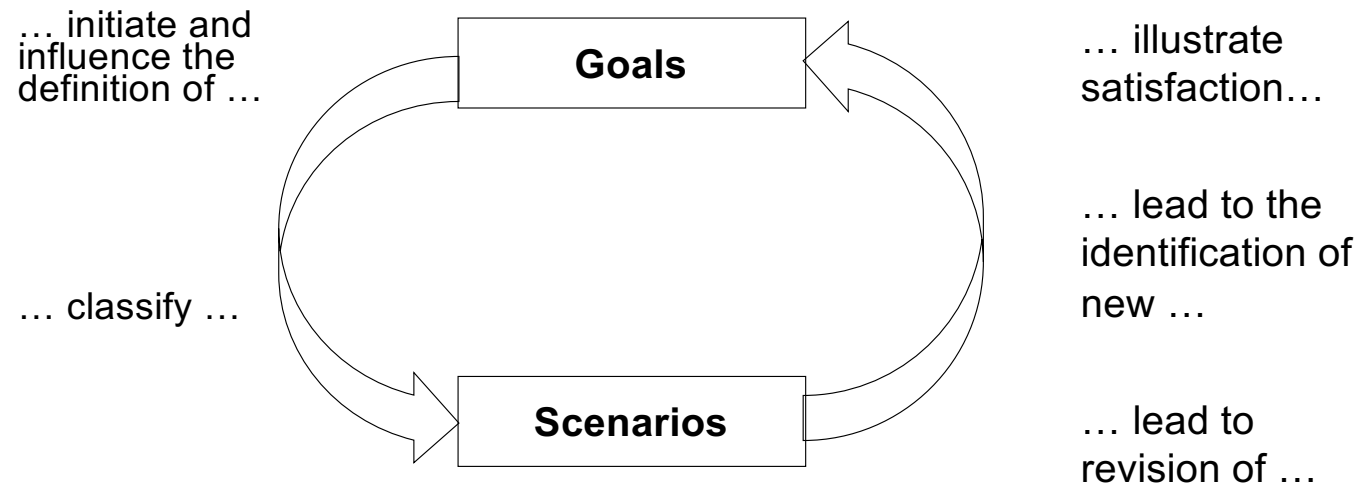 … initiate and
influence the
definition of …
Goals
… illustrate
satisfaction…
… lead to the
identification of
new …
… classify …
Scenarios
… lead to
revision of …